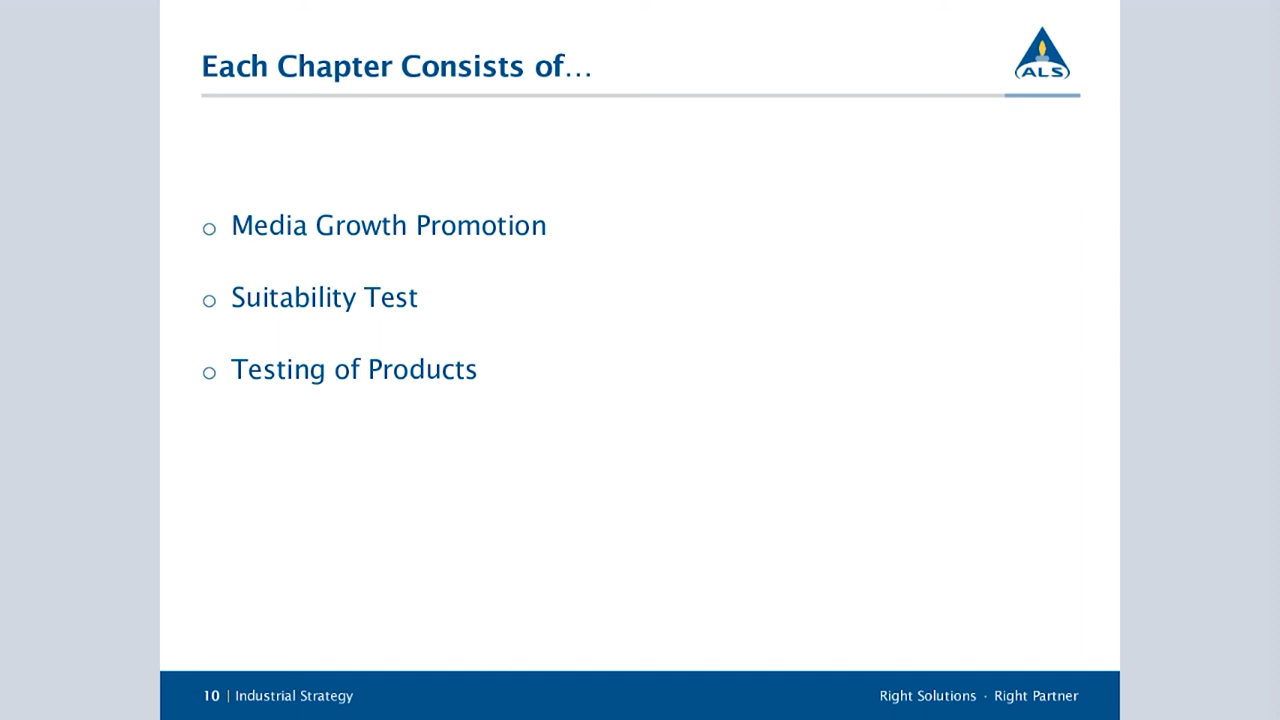 Each Chapter Consists of...
ALS
o Media Growth Promotion
o Suitability Test
o Testing of Products
10 | Industrial Strategy
Right Solutions · Right Partner